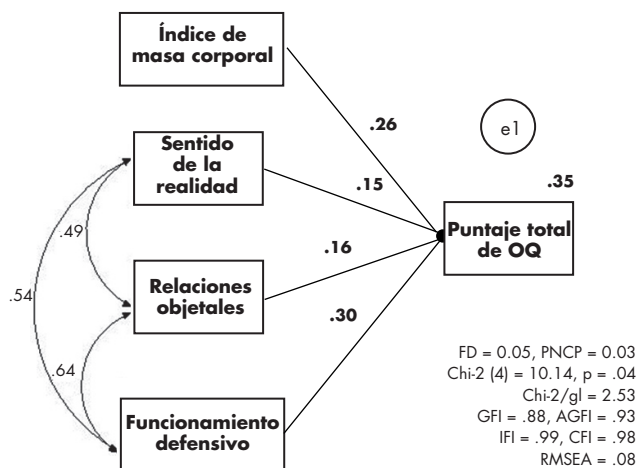 Índice de
masa corporal
.26
e1
Sentido
de la
realidad
.15
.35
.49
Puntaje total
de OQ
.16
Relaciones
objetales
.54
.30
.64
Funcionamiento
defensivo
FD = 0.05, PNCP = 0.03
Chi-2 (4) = 10.14, p = .04
Chi-2/gl = 2.53
GFI = .88, AGFI = .93
IFI = .99, CFI = .98
RMSEA = .08